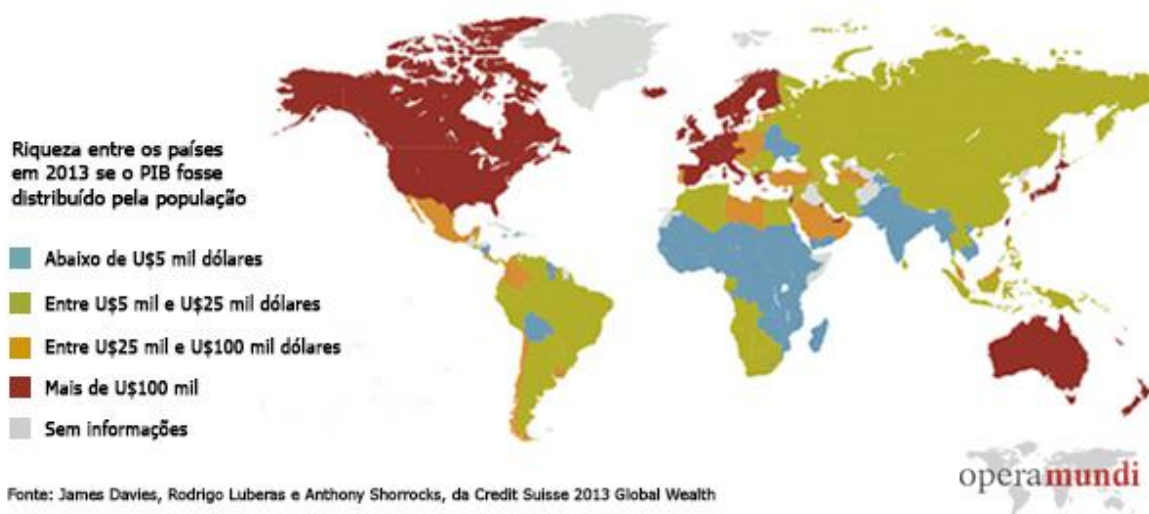 Riqueza entre os países
em 2013 se o PIB fosse
distribuído pela população
Abaixo de U$5 mil dólares
Entre U$5 mil e U$25 mil dólares
Entre U$25 mil e U$100 mil dólares
Mais de U$100 mil
Sem informações
operamundi
Fonte: James Davies, Rodrigo Luberas e Anthony Shorrocks, da Credit Suisse 2013 Global Wealth